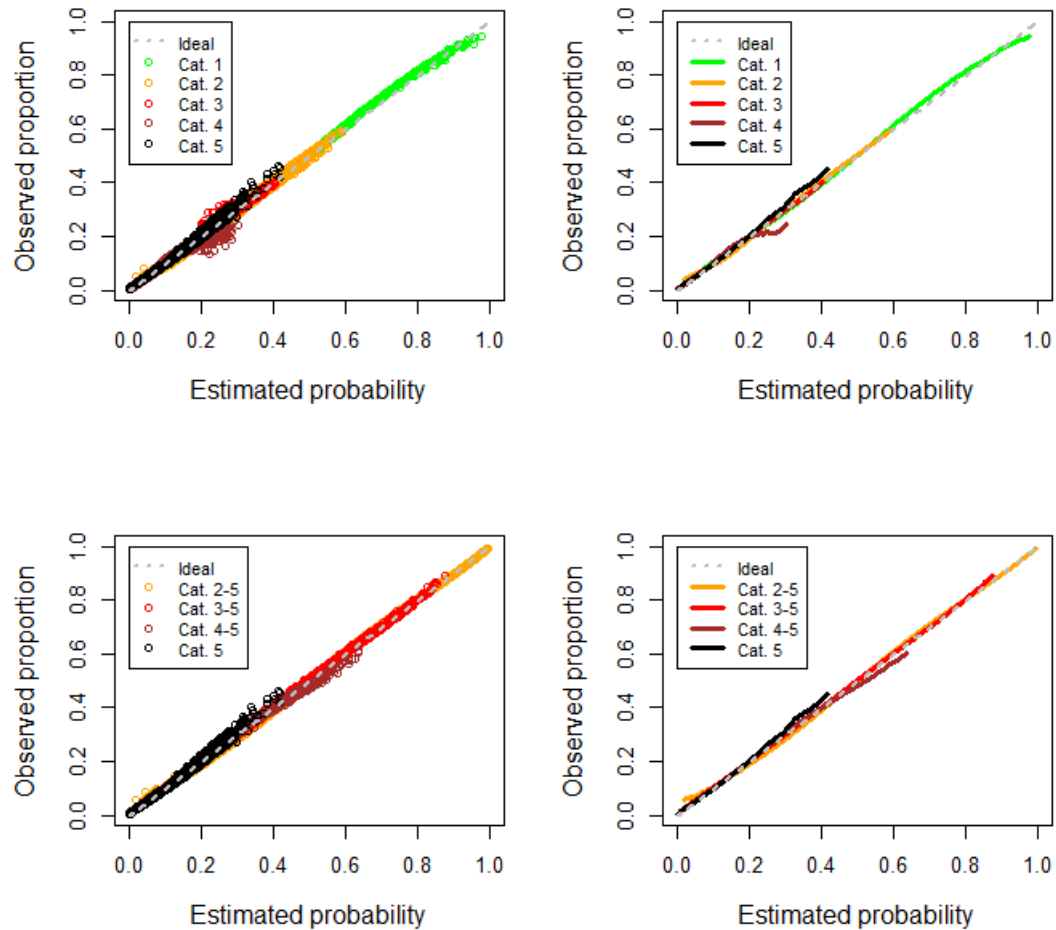 Observed proportion
1.0
0.8
0.6
0.4
0.2
0.0
Ideal
Cat. 1
Cat. 2
Cat. 3
Cat. 4
Cat. 5
0.0 0.2 0.4 0.6 0.8 1.0
Estimated probability
Observed proportion
1.0
0.8
0.6
0.4
0.2
0.0
Ideal
Cat. 1
Cat. 2
Cat. 3
Cat. 4
Cat. 5
0.0 0.2 0.4 0.6 0.8 1.0
Estimated probability
Observed proportion
1.0
0.8
0.6
0.4
0.2
0.0
Ideal
Cat. 2-5
Cat. 3-5
Cat. 4-5
Cat. 5
0.0 0.2 0.4 0.6 0.8 1.0
Estimated probability
Observed proportion
1.0
0.8
0.6
0.4
0.2
0.0
Ideal
Cat. 2-5
Cat. 3-5
Cat. 4-5
Cat. 5
0.0 0.2 0.4 0.6 0.8 1.0
Estimated probability